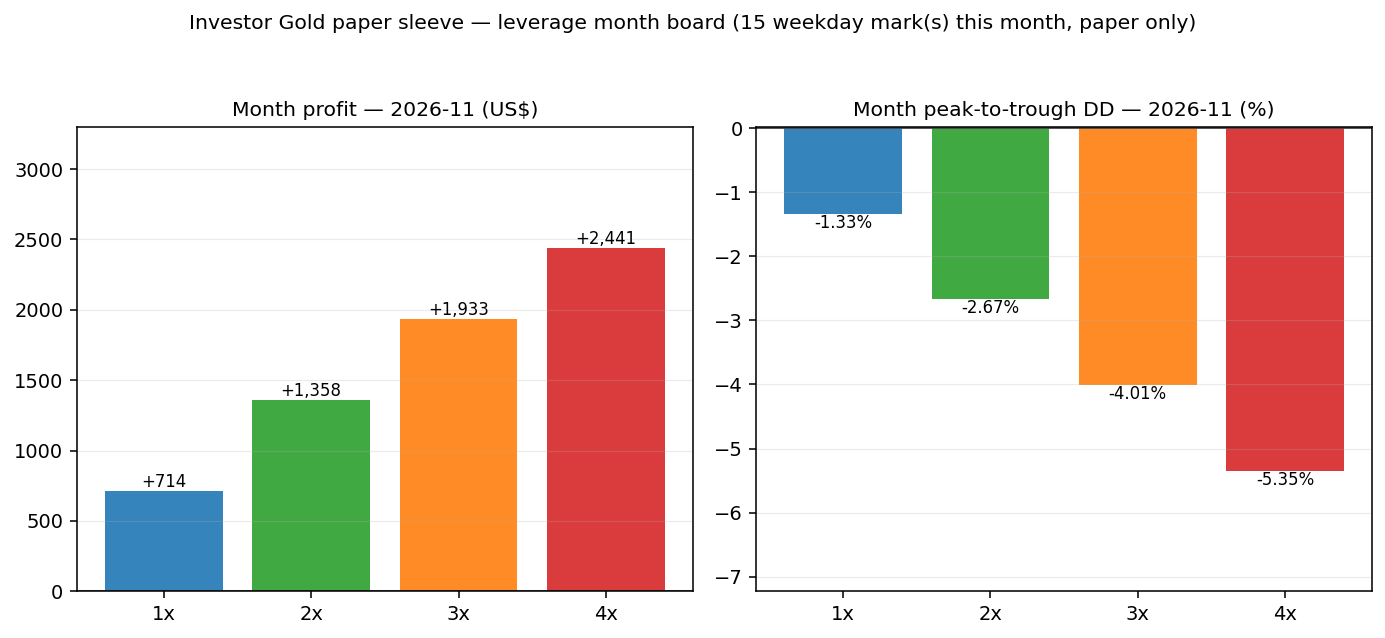 Investor Gold paper sleeve — leverage month board (15 weekday mark(s) this month, paper only)
Month profit — 2026-11 (US$)
3000
2500
2000
1500
1000
500
0
+714
+1,358
+1,933
+2,441
1x
2x
3x
4x
Month peak-to-trough DD — 2026-11 (%)
0
−1
−2
−3
−4
−5
−6
−7
-1.33%
-2.67%
-4.01%
-5.35%
1x
2x
3x
4x